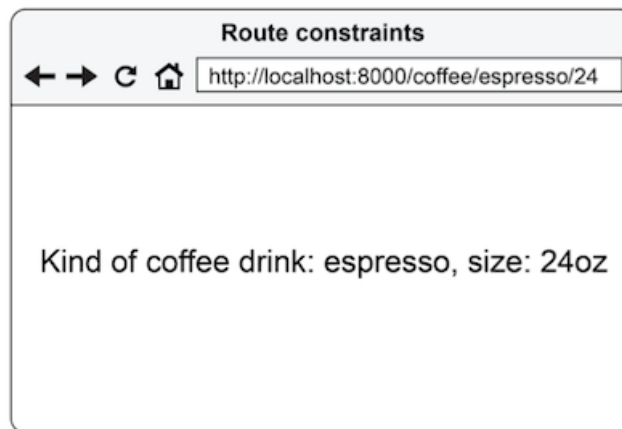 Route constraints
http://localhost:8000/coffee/espresso/24
Kind of coffee drink: espresso, size: 24oz